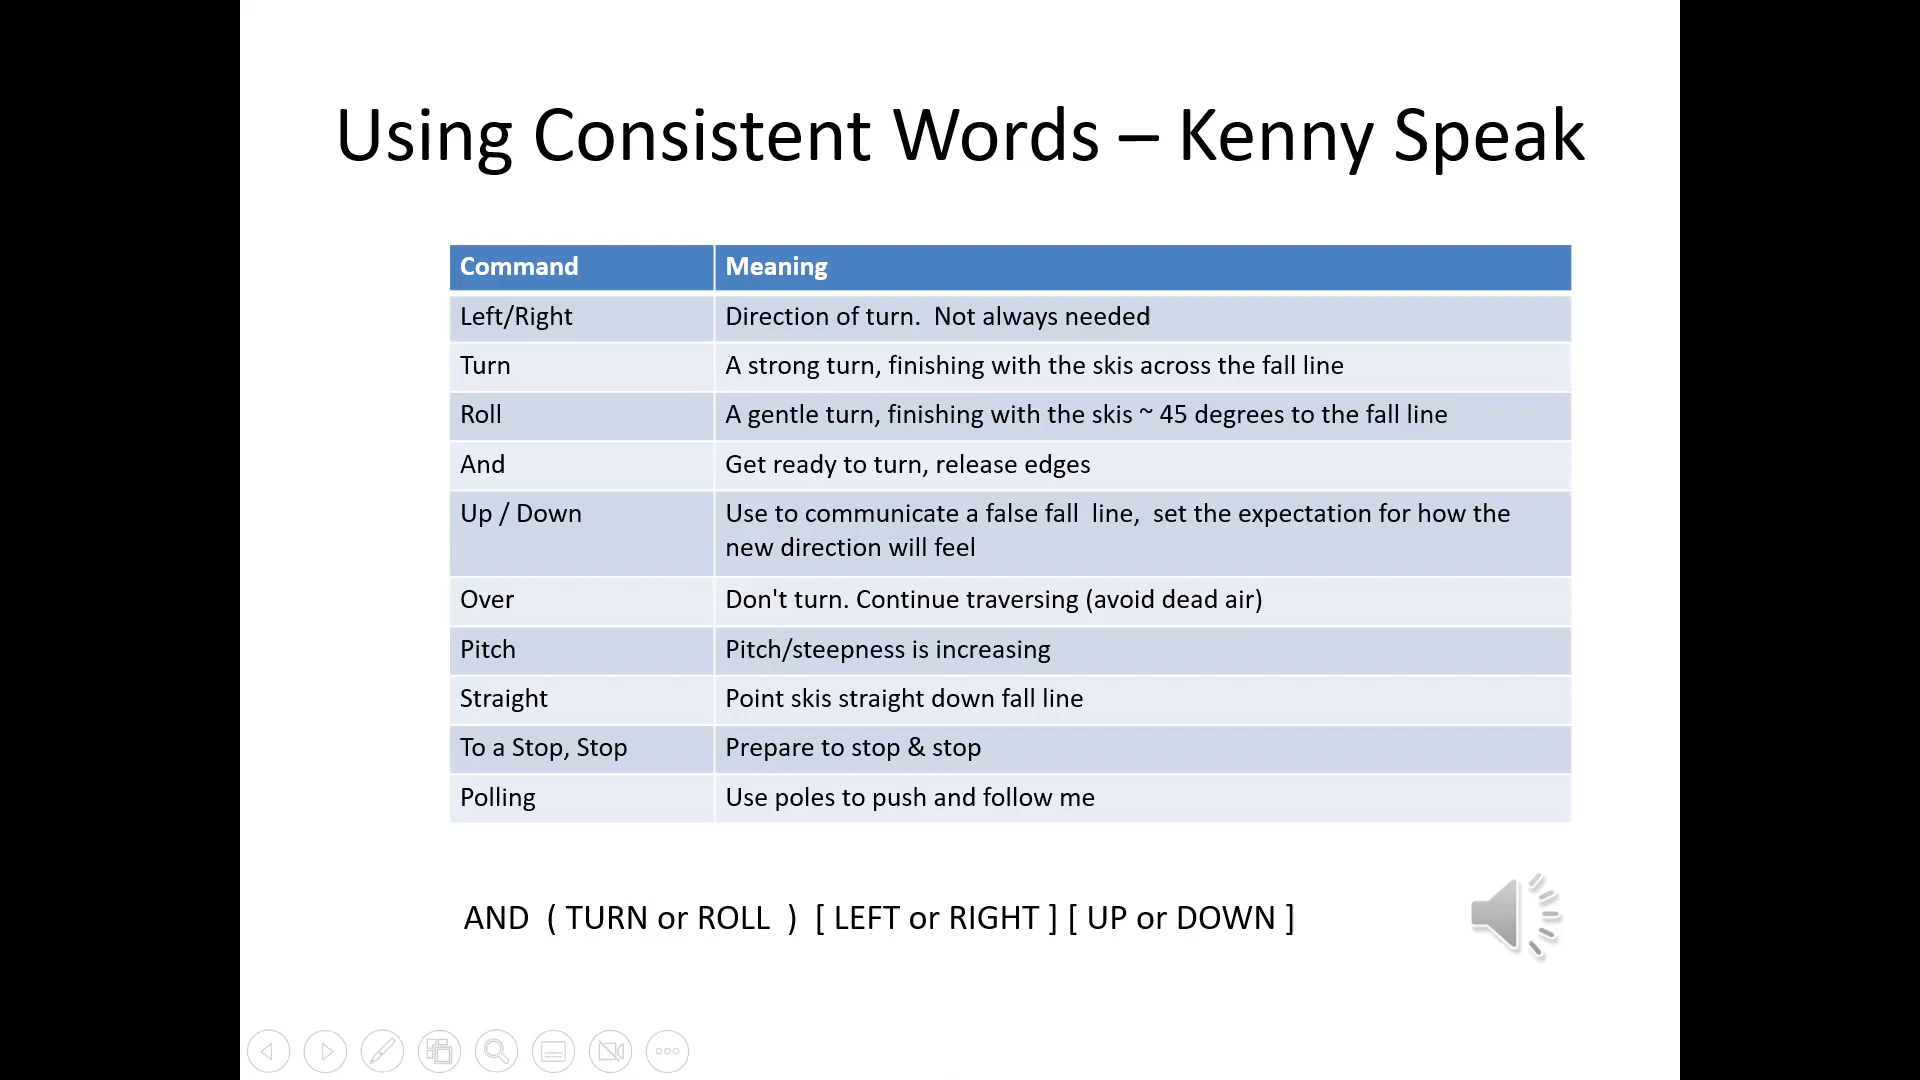 Using Consistent Words – Kenny Speak
Command Meaning
Left/Right Direction of turn.  Not always needed
Turn A strong turn, finishing with the skis across the fall line
Roll A gentle turn, finishing with the skis ~ 45 degrees to the fall line
And Get ready to turn, release edges
Up / Down Use to communicate a false fall  line,  set the expectation for how the
new direction will feel
Over Don't turn. Continue traversing (avoid dead air)
Pitch Pitch/steepness is increasing
Straight Point skis straight down fall line
To a Stop, Stop Prepare to stop & stop
Polling Use poles to push and follow me
AND  ( TURN or ROLL  )  [ LEFT or RIGHT ] [ UP or DOWN ]